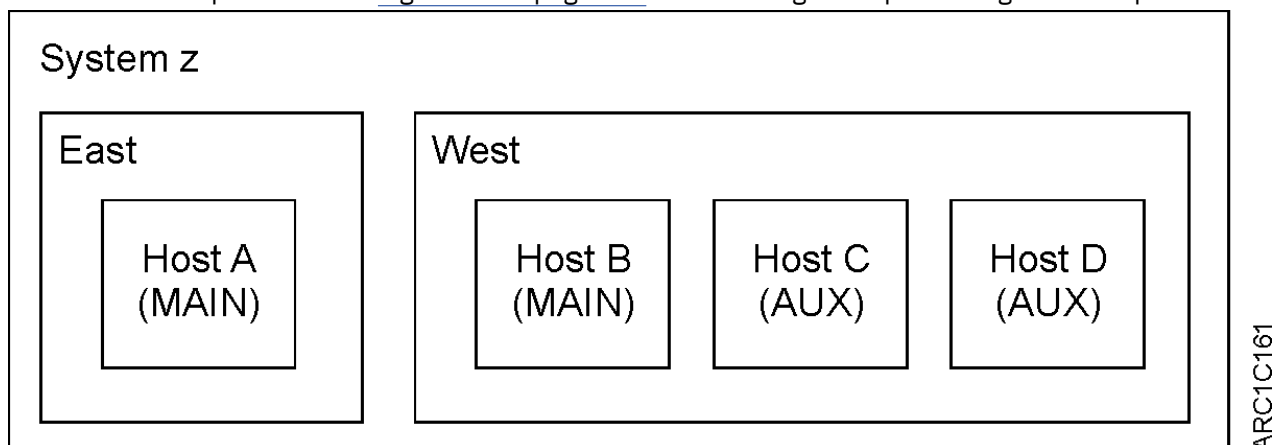 System z
East
Host A
(MAIN)
West
Host B
(MAIN)
Host C
(AUX)
Host D
(AUX)
ARC1C161